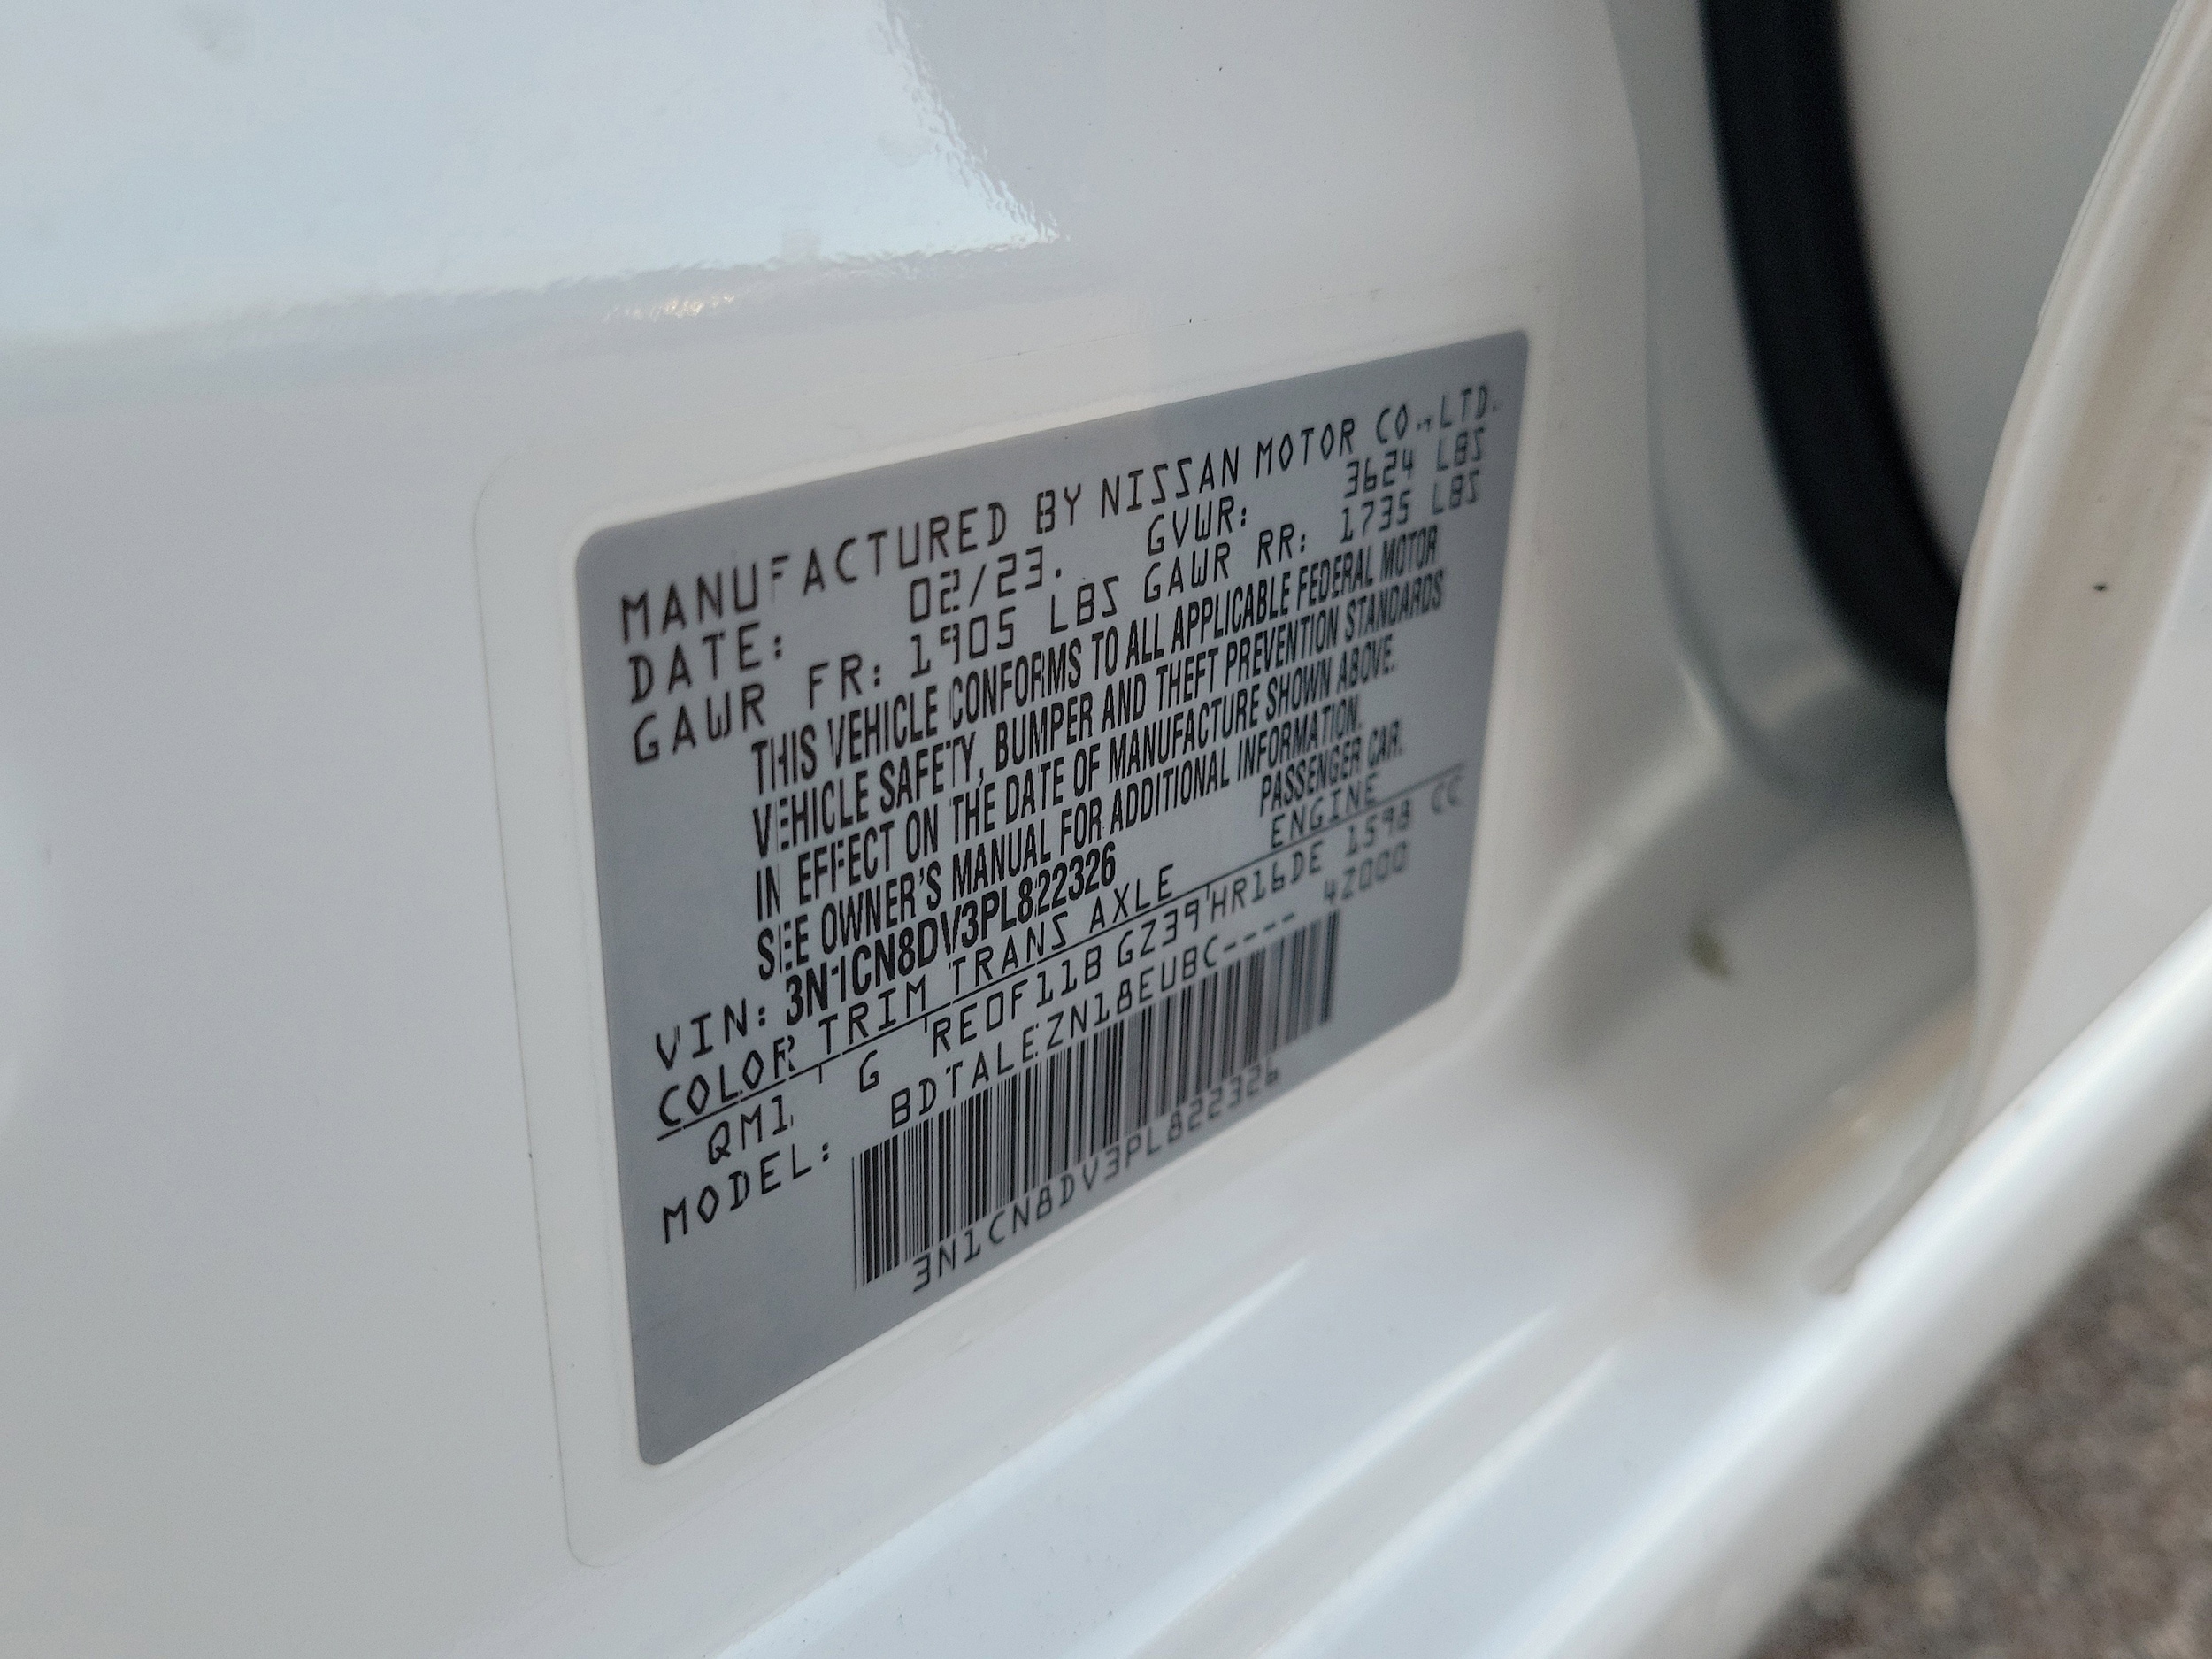 MANUFACTURED BY NISSAN MOTOR CO.,LTD.
DATE: 02/23. GVWR: 3624 LBS
GAWR FR: 1905 LBS GAWR RR: 1735 LBS
THIS VEHICLE CONFORMS TO ALL APPLICABLE FEDERAL MOTOR
VEHICLE SAFETY, BUMPER AND THEFT PREVENTION STANDARDS
IN EFFECT ON THE DATE OF MANUFACTURE SHOWN ABOVE.
SEE OWNER'S MANUAL FOR ADDITIONAL INFORMATION.
VIN: 3N1CN8DV3PL822326 PASSENGER CAR.
COLOR TRIM TRANS AXLE ENGINE
QM1 G RE0F11B GZ39 HR16DE 1598 CC
MODEL: BDTALEZN18EUBC---- 4Z000
3N1CN8DV3PL822326